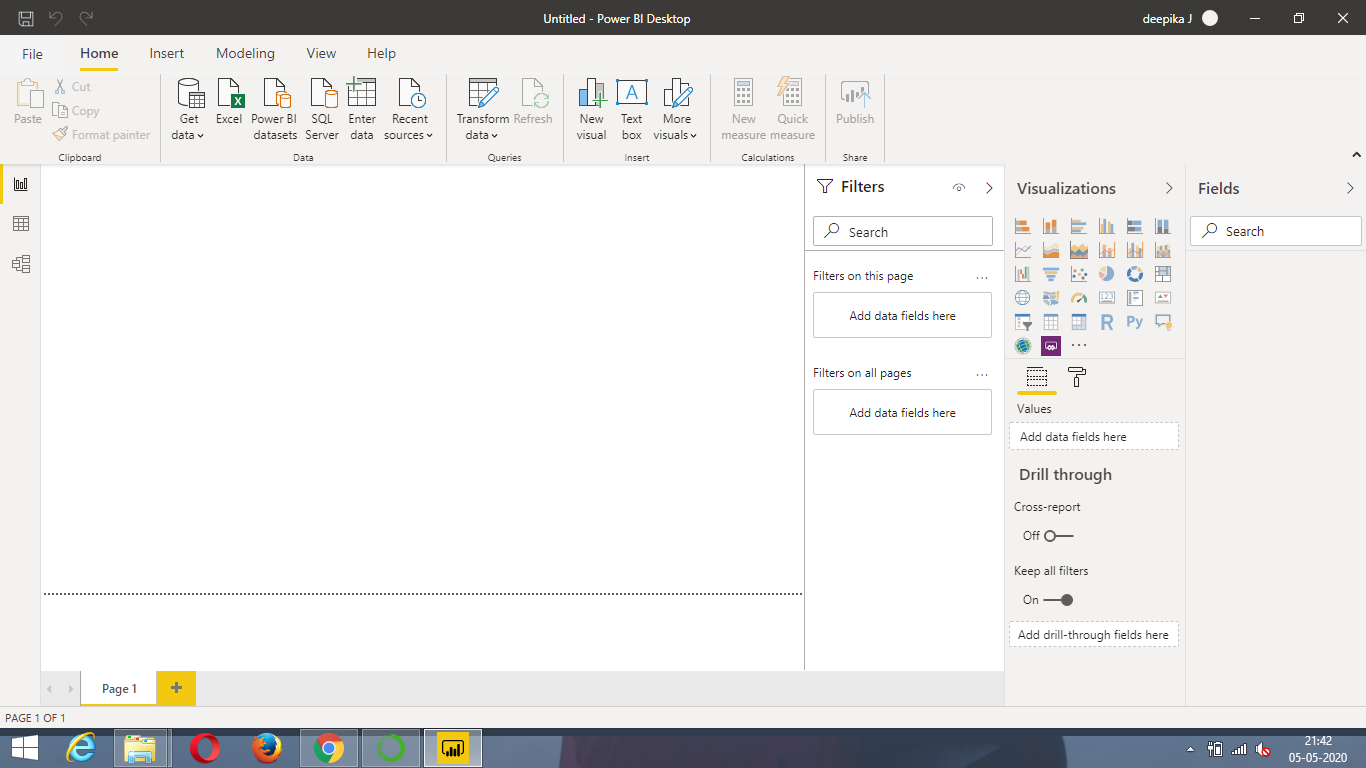 Untitled - Power BI Desktop
deepika J
File Home Insert Modeling View Help
Paste
Cut
Copy
Format painter
Clipboard
Get data
Excel
Power BI datasets
SQL Server
Enter data
Recent sources
Data
Transform data
Refresh
Queries
New visual
Text box
More visuals
Insert
New measure
Quick measure
Calculations
Publish
Share
Filters
Search
Filters on this page ...
Add data fields here
Filters on all pages ...
Add data fields here
Visualizations
123
R Py
...
Values
Add data fields here
Drill through
Cross-report
Off
Keep all filters
On
Add drill-through fields here
Fields
Search
Page 1 +
PAGE 1 OF 1
21:42
05-05-2020